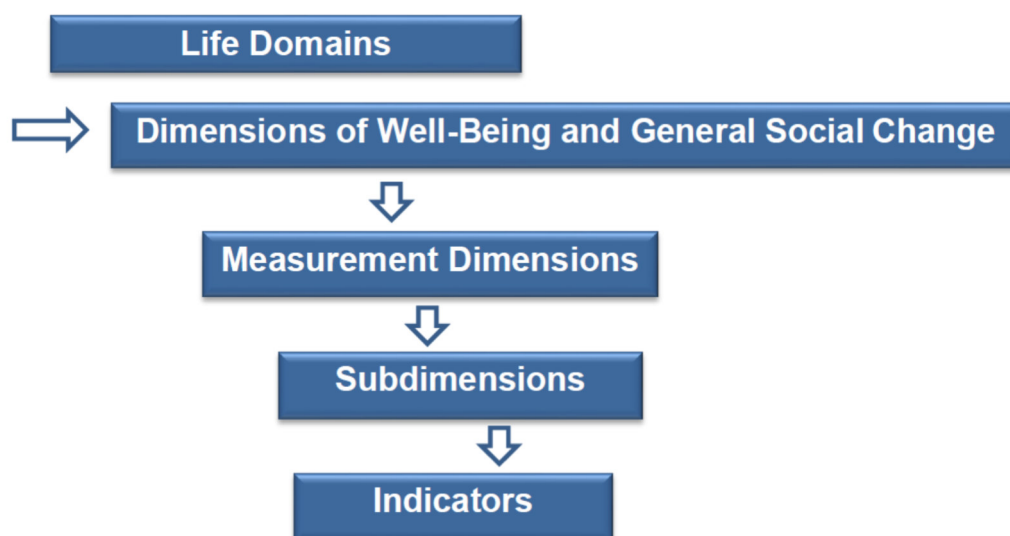 Life Domains
Dimensions of Well-Being and General Social Change
Measurement Dimensions
Subdimensions
Indicators